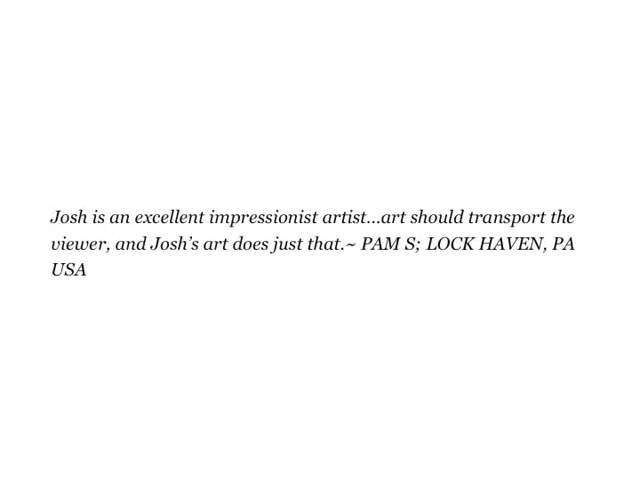 Josh is an excellent impressionist artist...art should transport the
viewer, and Josh’s art does just that.~ PAM S; LOCK HAVEN, PA
USA